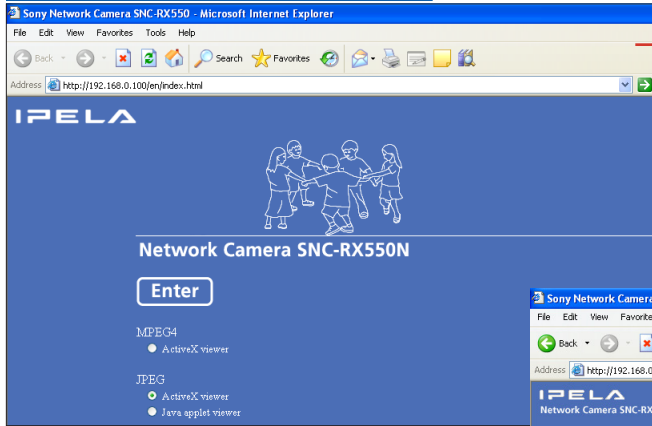 Sony Network Camera SNC-RX550 - Microsoft Internet Explorer
File Edit View Favorites Tools Help
Back Search Favorites
Address http://192.168.0.100/en/index.html
IPELA
Network Camera SNC-RX550N
Enter
MPEG4
ActiveX viewer
JPEG
ActiveX viewer
Java applet viewer
Sony Network Camera
File Edit View Favorite
Back
Address http://192.168.0
IPELA
Network Camera SNC-RX